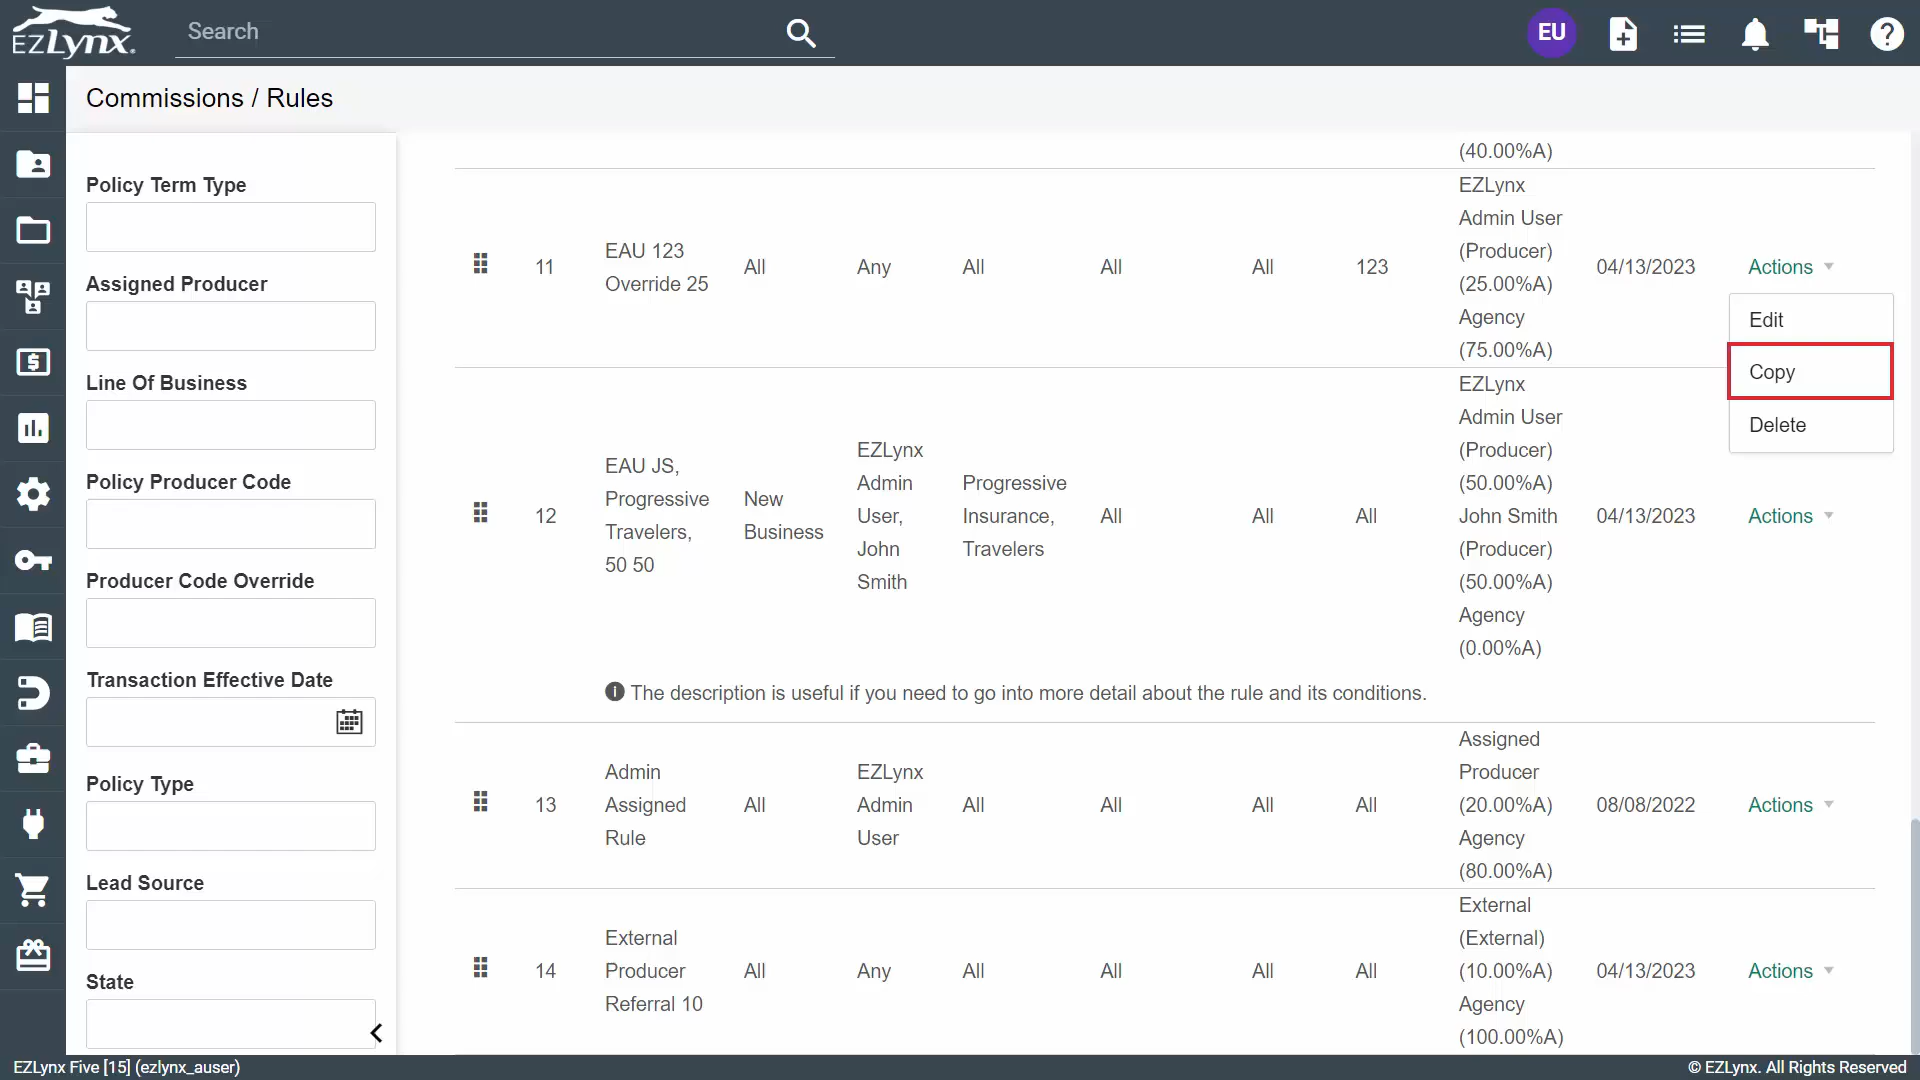 EZLynx.
Search
EU
Commissions / Rules
Policy Term Type
Assigned Producer
Line Of Business
Policy Producer Code
Producer Code Override
Transaction Effective Date
Policy Type
Lead Source
State
(40.00%A)
11
EAU 123
Override 25
All
Any
All
All
All
123
EZLynx
Admin User
(Producer)
(25.00%A)
Agency
(75.00%A)
04/13/2023
Actions
Edit
Copy
Delete
12
EAU JS,
Progressive
Travelers,
50 50
New
Business
EZLynx
Admin
User,
John
Smith
Progressive
Insurance,
Travelers
All
All
All
EZLynx
Admin User
(Producer)
(50.00%A)
John Smith
(Producer)
(50.00%A)
Agency
(0.00%A)
04/13/2023
Actions
The description is useful if you need to go into more detail about the rule and its conditions.
13
Admin
Assigned
Rule
All
EZLynx
Admin
User
All
All
All
All
Assigned
Producer
(20.00%A)
Agency
(80.00%A)
08/08/2022
Actions
14
External
Producer
Referral 10
All
Any
All
All
All
All
External
(External)
(10.00%A)
Agency
(100.00%A)
04/13/2023
Actions
EZLynx Five [15] (ezlynx_auser)
© EZLynx. All Rights Reserved